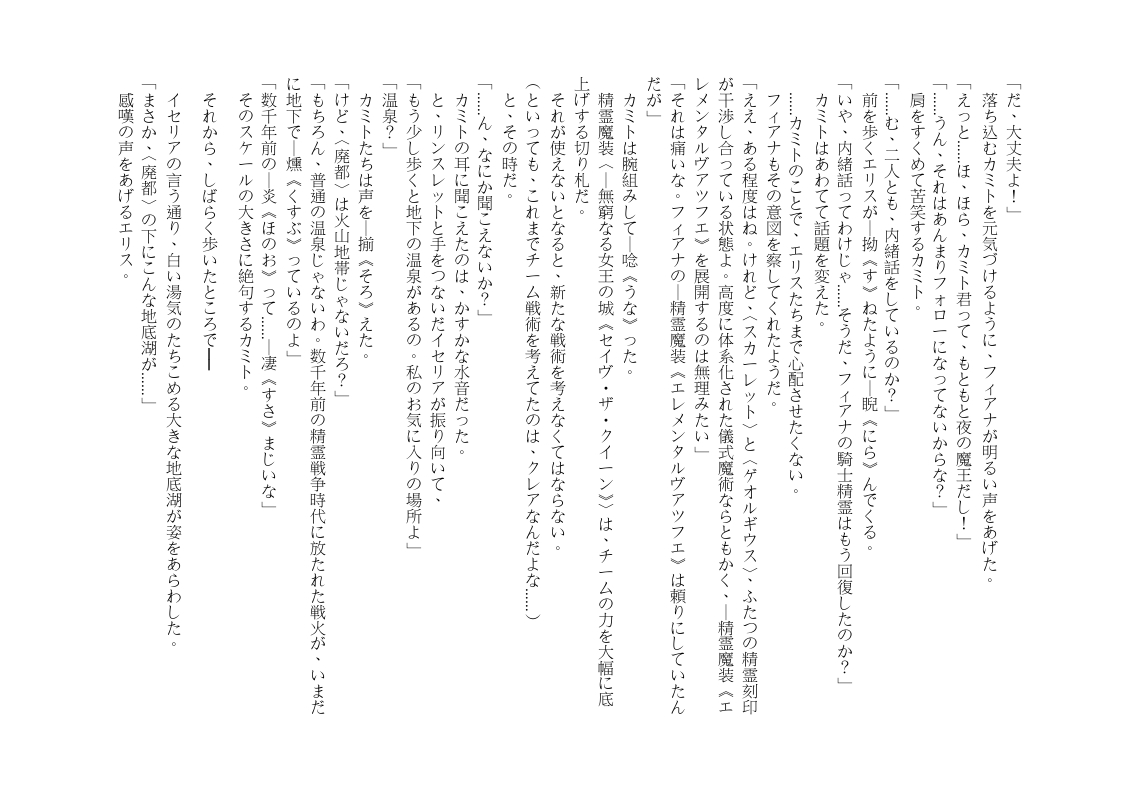 「だ、大丈夫よ！」
落ち込むカミトを元気づけるように、フィアナが明るい声をあげた。
「えっと……ほ、ほら、カミト君って、もともと夜の魔王だし！」
「……うん、それはあんまりフォローになってないからな？」
肩をすくめて苦笑するカミト。
「……む、二人とも、内緒話をしているのか？」
前を歩くエリスが―拗《す》ねたように―睨《にら》んでくる。
「いや、内緒話ってわけじゃ……そうだ、フィアナの騎士精霊はもう回復したのか？」
カミトはあわてて話題を変えた。
……カミトのことで、エリスたちまで心配させたくない。
フィアナもその意図を察してくれたようだ。
「ええ、ある程度はね。けれど、〈スカーレット〉と〈ゲオルギウス〉、ふたつの精霊刻印
が干渉し合っている状態よ。高度に体系化された儀式魔術ならともかく、―精霊魔装《エ
レメンタルヴァッフェ》を展開するのは無理みたい」
「それは痛いな。フィアナの―精霊魔装《エレメンタルヴァッフェ》は頼りにしていたん
だが」
カミトは腕組みして―唸《うな》った。
精霊魔装〈―無窮なる女王の城《セイヴ・ザ・クイーン》〉は、チームの力を大幅に底
上げする切り札だ。
それが使えないとなると、新たな戦術を考えなくてはならない。
（といっても、これまでチーム戦術を考えてたのは、クレアなんだよな……）
と、その時だ。
「……ん、なにか聞こえないか？」
カミトの耳に聞こえたのは、かすかな水音だった。
と、リンスレットと手をつないだイセリアが振り向いて、
「もう少し歩くと地下の温泉があるの。私のお気に入りの場所よ」
「温泉？」
カミトたちは声を―揃《そろ》えた。
「けど、〈廃都〉は火山地帯じゃないだろ？」
「もちろん、普通の温泉じゃないわ。数千年前の精霊戦争時代に放たれた戦火が、いまだ
に地下で―燻《くすぶ》っているのよ」
「数千年前の―炎《ほのお》って……―凄《すさ》まじいな」
そのスケールの大きさに絶句するカミト。
それから、しばらく歩いたところで━━
イセリアの言う通り、白い湯気のたちこめる大きな地底湖が姿をあらわした。
「まさか、〈廃都〉の下にこんな地底湖が……」
感嘆の声をあげるエリス。